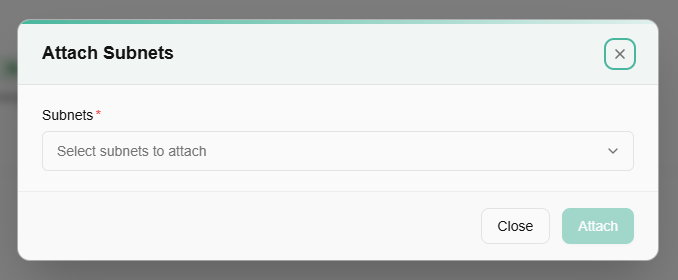 Attach Subnets
Subnets *
Select subnets to attach
Close
Attach